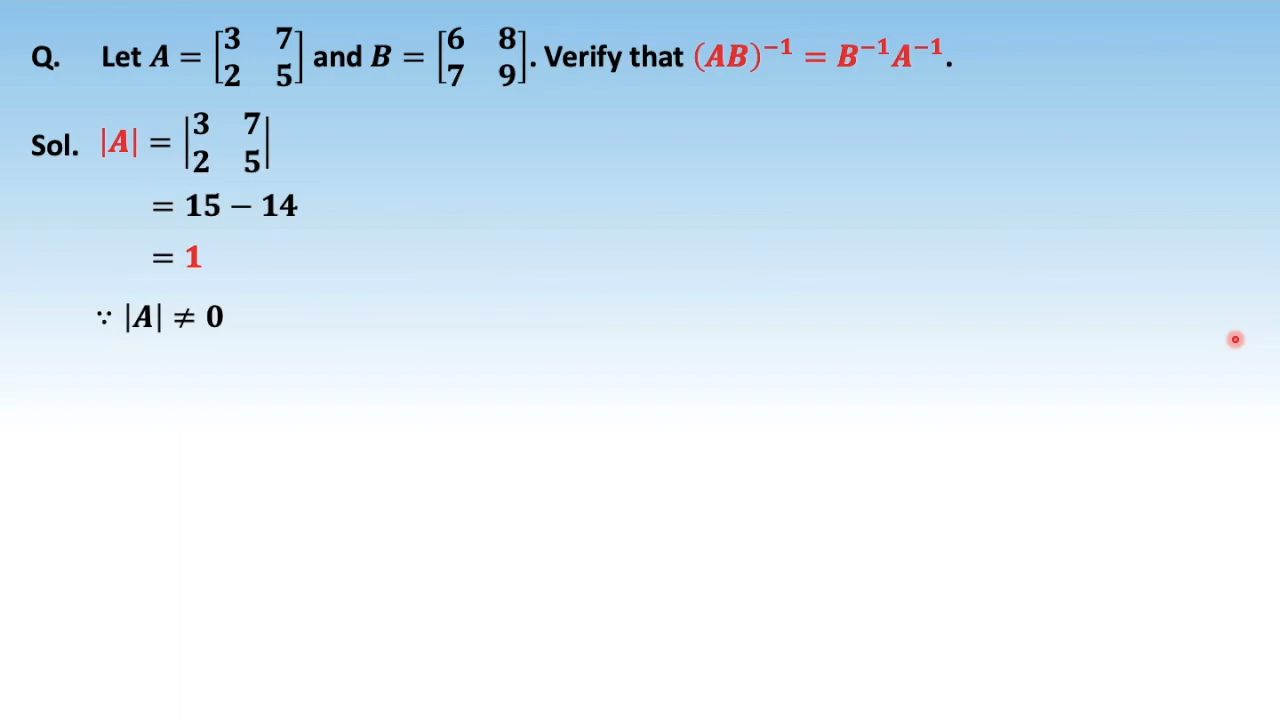 Q. Let A = [3 7; 2 5] and B = [6 8; 7 9]. Verify that (AB)⁻¹ = B⁻¹A⁻¹.
Sol. |A| = |3 7; 2 5|
= 15 − 14
= 1
∵ |A| ≠ 0